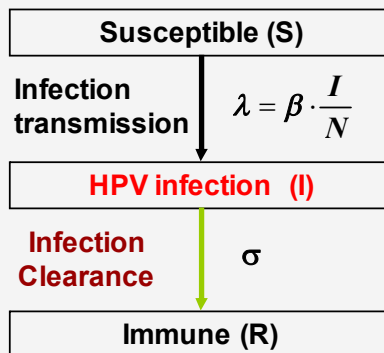 Susceptible (S)
Infection
transmission
λ = β · I/N
HPV infection (I)
Infection
Clearance
σ
Immune (R)